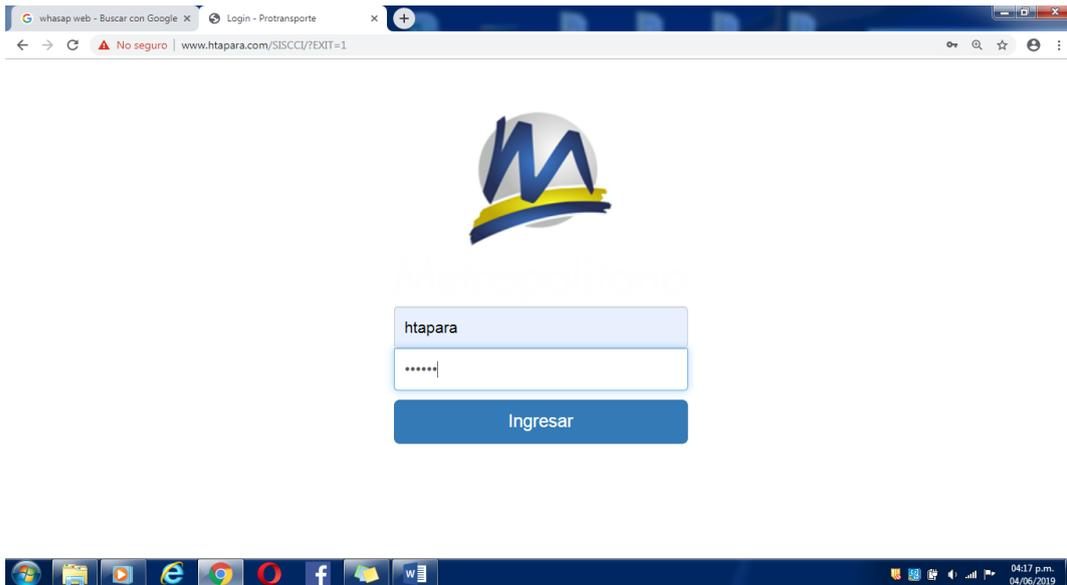 whasap web - Buscar con Google
Login - Protransporte
No seguro | www.htapara.com/SISCCI/?EXIT=1
htapara
••••••
Ingresar
04:17 p.m.
04/06/2019